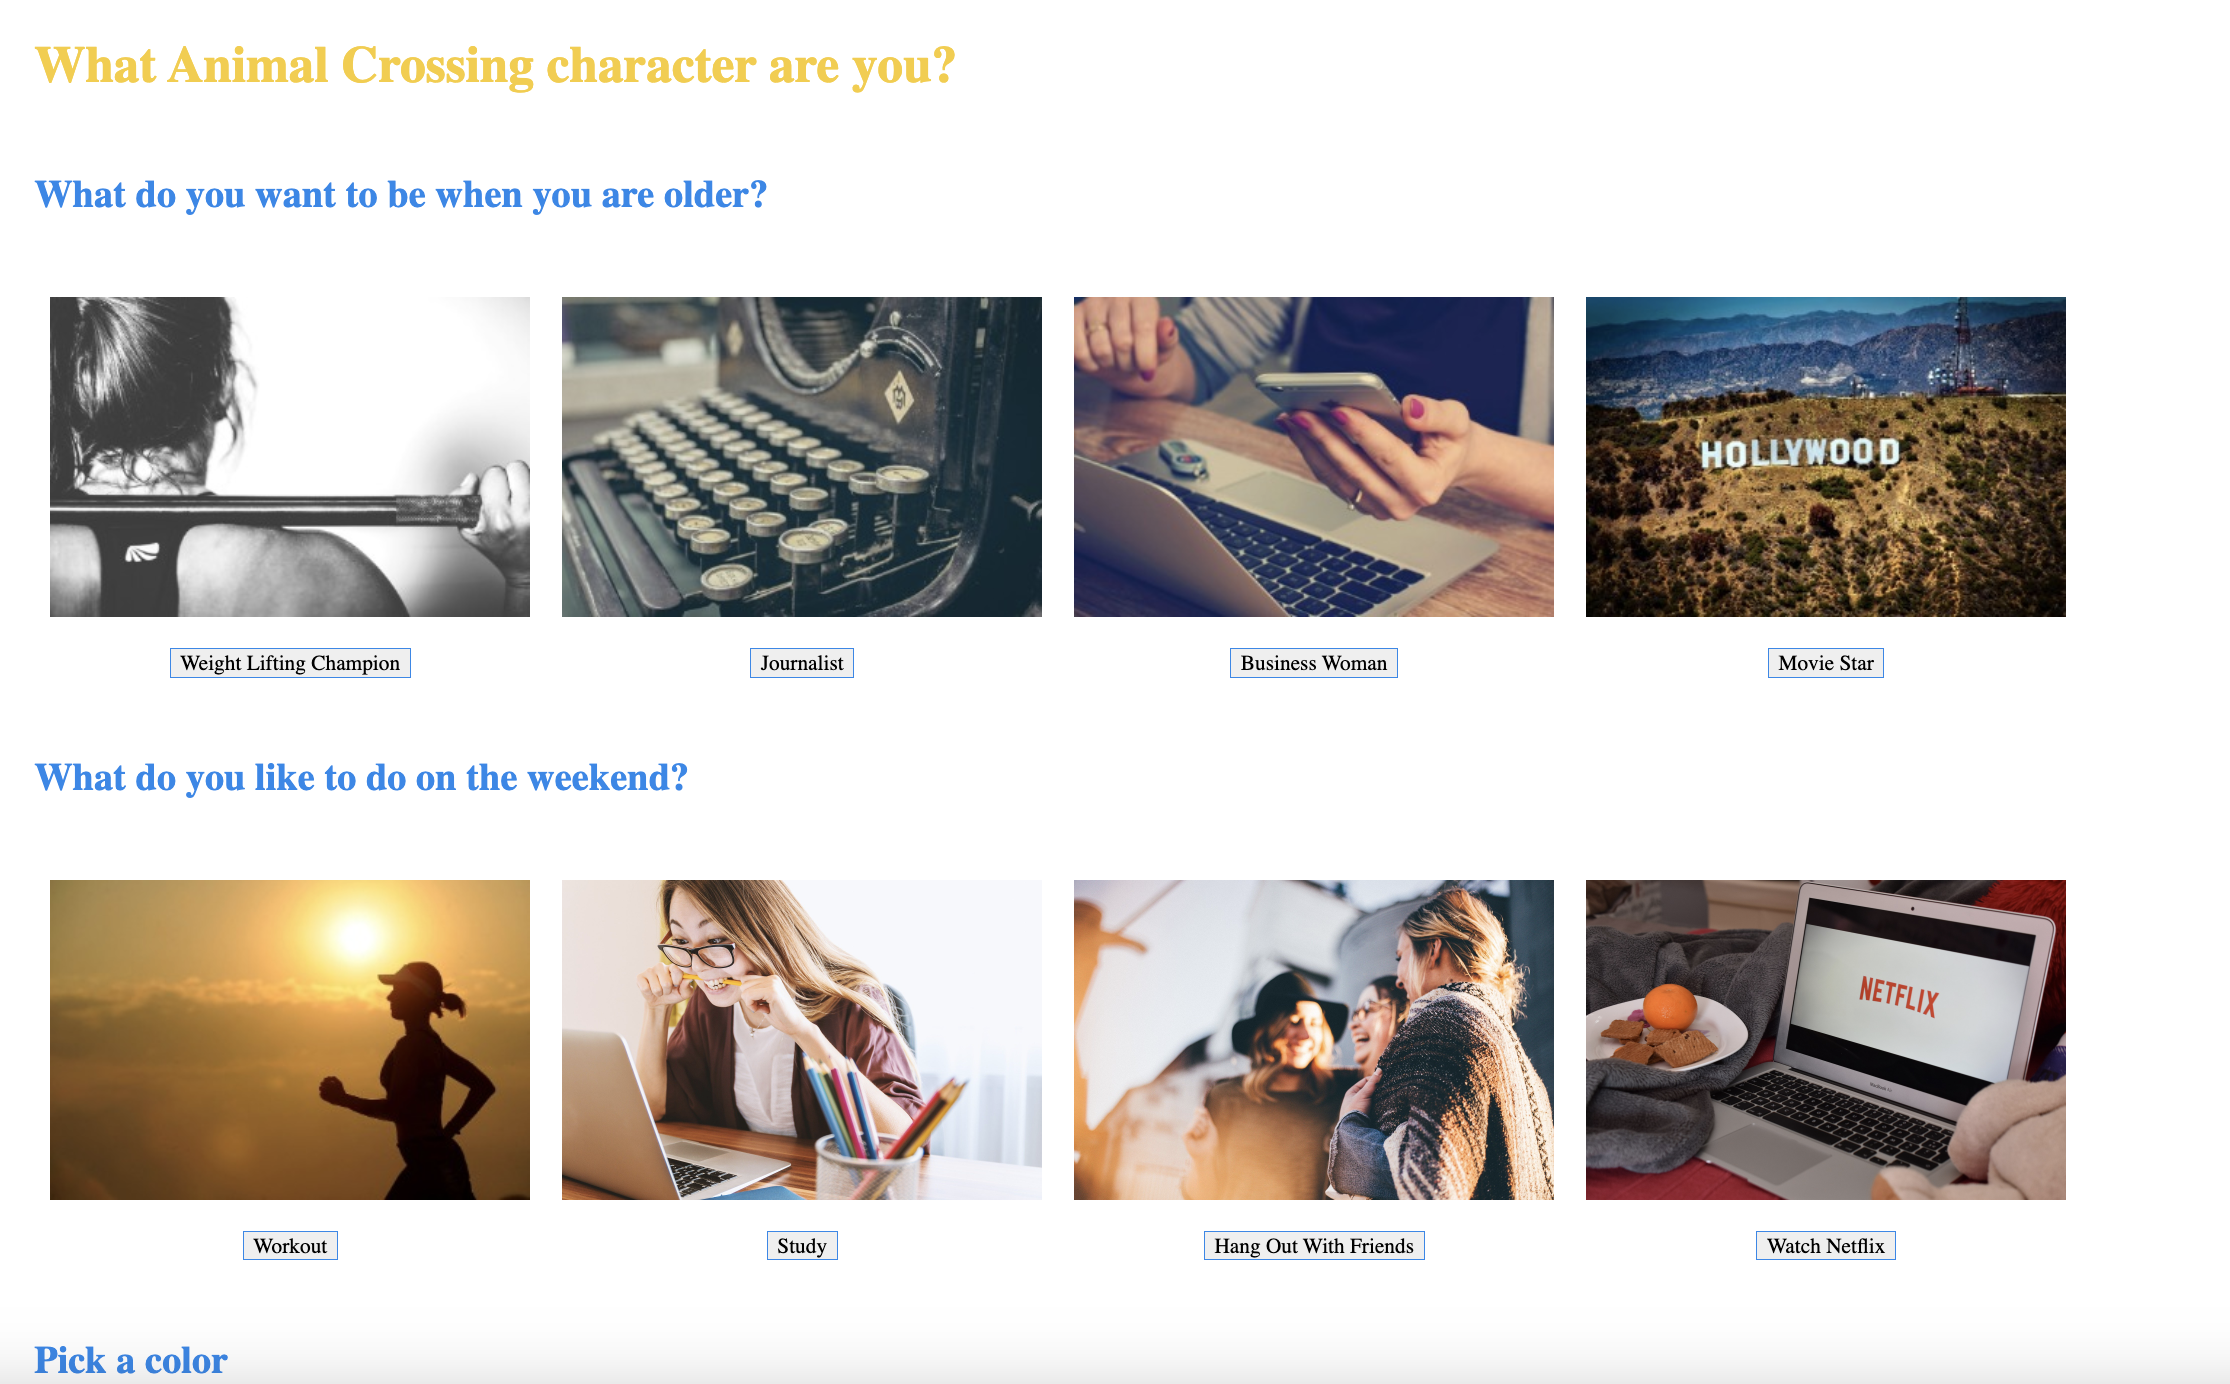 What Animal Crossing character are you?
What do you want to be when you are older?
HOLLYWOOD
Weight Lifting Champion
Journalist
Business Woman
Movie Star
What do you like to do on the weekend?
NETFLIX
Workout
Study
Hang Out With Friends
Watch Netflix
Pick a color